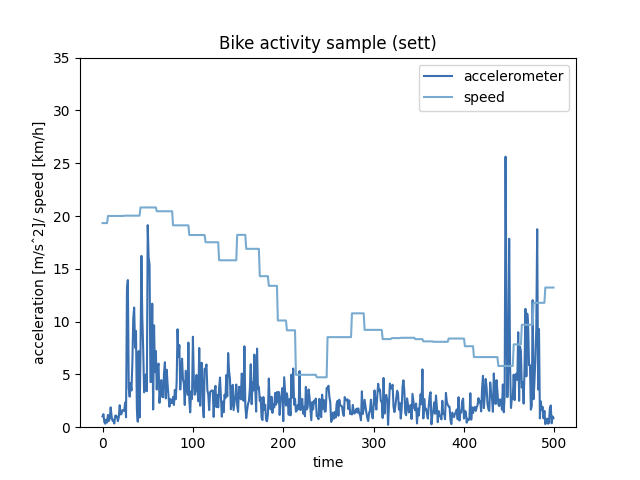 Bike activity sample (sett)
accelerometer
speed
acceleration [m/s^2]/ speed [km/h]
35
30
25
20
15
10
5
0
0 100 200 300 400 500
time